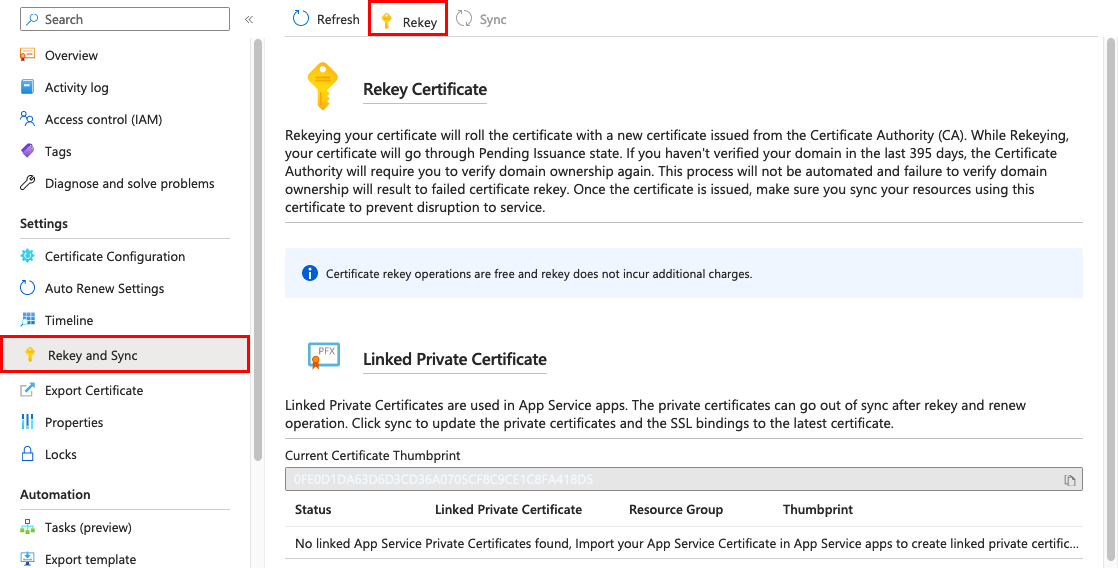 Search
«
Overview
Activity log
Access control (IAM)
Tags
Diagnose and solve problems
Settings
Certificate Configuration
Auto Renew Settings
Timeline
Rekey and Sync
Export Certificate
Properties
Locks
Automation
Tasks (preview)
Export template
Refresh Rekey Sync
Rekey Certificate
Rekeying your certificate will roll the certificate with a new certificate issued from the Certificate Authority (CA). While Rekeying,
your certificate will go through Pending Issuance state. If you haven't verified your domain in the last 395 days, the Certificate
Authority will require you to verify domain ownership again. This process will not be automated and failure to verify domain
ownership will result to failed certificate rekey. Once the certificate is issued, make sure you sync your resources using this
certificate to prevent disruption to service.
Certificate rekey operations are free and rekey does not incur additional charges.
PFX
Linked Private Certificate
Linked Private Certificates are used in App Service apps. The private certificates can go out of sync after rekey and renew
operation. Click sync to update the private certificates and the SSL bindings to the latest certificate.
Current Certificate Thumbprint
0FE0D1DA63D6D3CD36A0705CF8C9CE1C8FA418D5
Status Linked Private Certificate Resource Group Thumbprint
No linked App Service Private Certificates found, Import your App Service Certificate in App Service apps to create linked private certific...